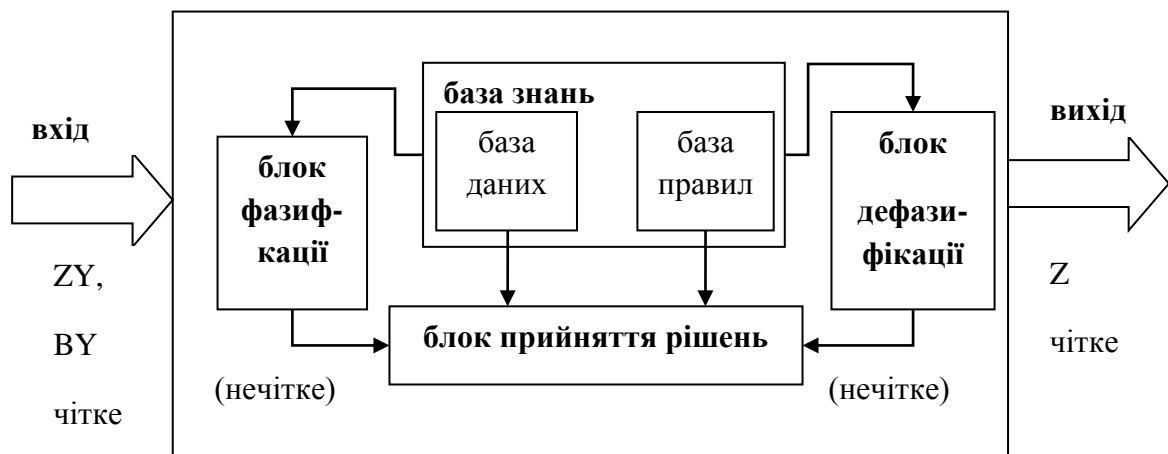 вхід
ZY,
BY
чітке
база знань
база
даних
база
правил
блок
фазиф-
кації
блок
дефази-
фікації
блок прийняття рішень
(нечітке)
(нечітке)
вихід
Z
чітке